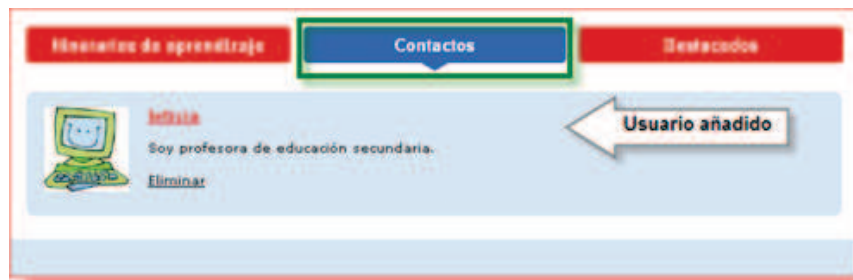 Itinerarios de aprendizaje
Contactos
Destacados
Usuario añadido
Soy profesora de educación secundaria.
Eliminar